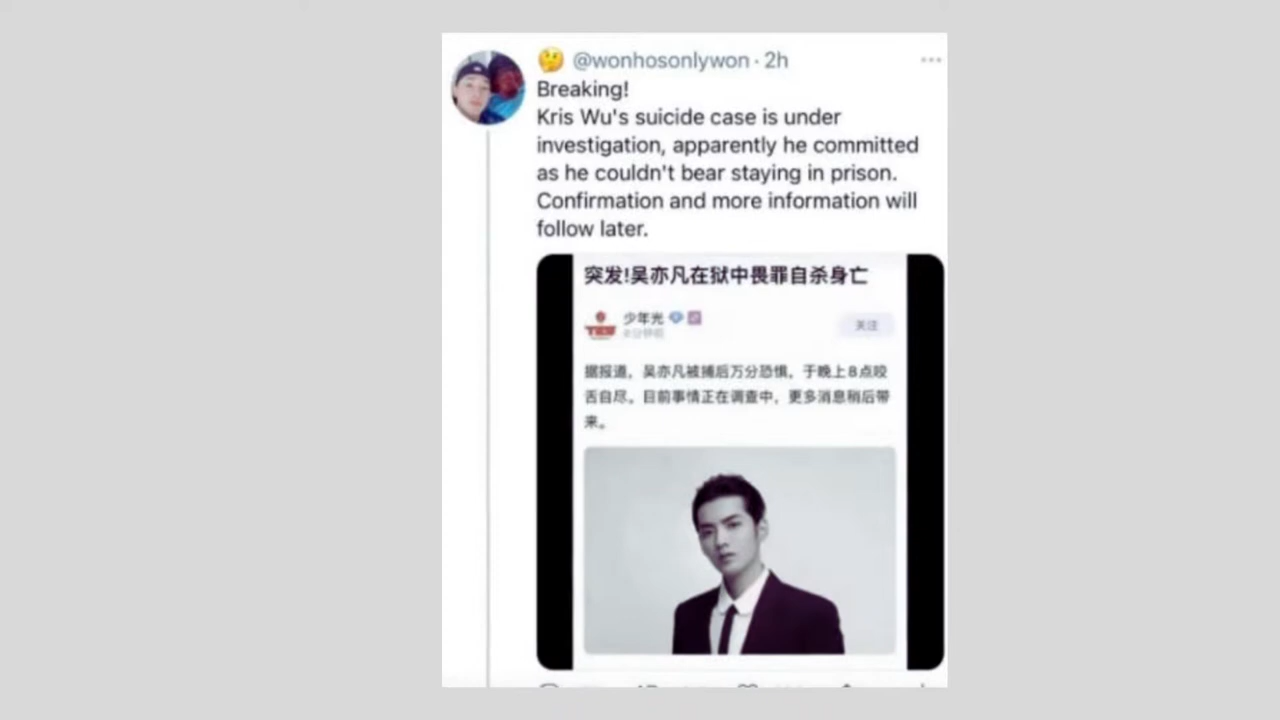 @wonhosonlywon · 2h
Breaking!
Kris Wu's suicide case is under
investigation, apparently he committed
as he couldn't bear staying in prison.
Confirmation and more information will
follow later.
突发!吴亦凡在狱中畏罪自杀身亡
少年光
关注
据报道，吴亦凡被捕后万分恐惧，于晚上8点咬
舌自尽。目前事情正在调查中，更多消息稍后带
来。